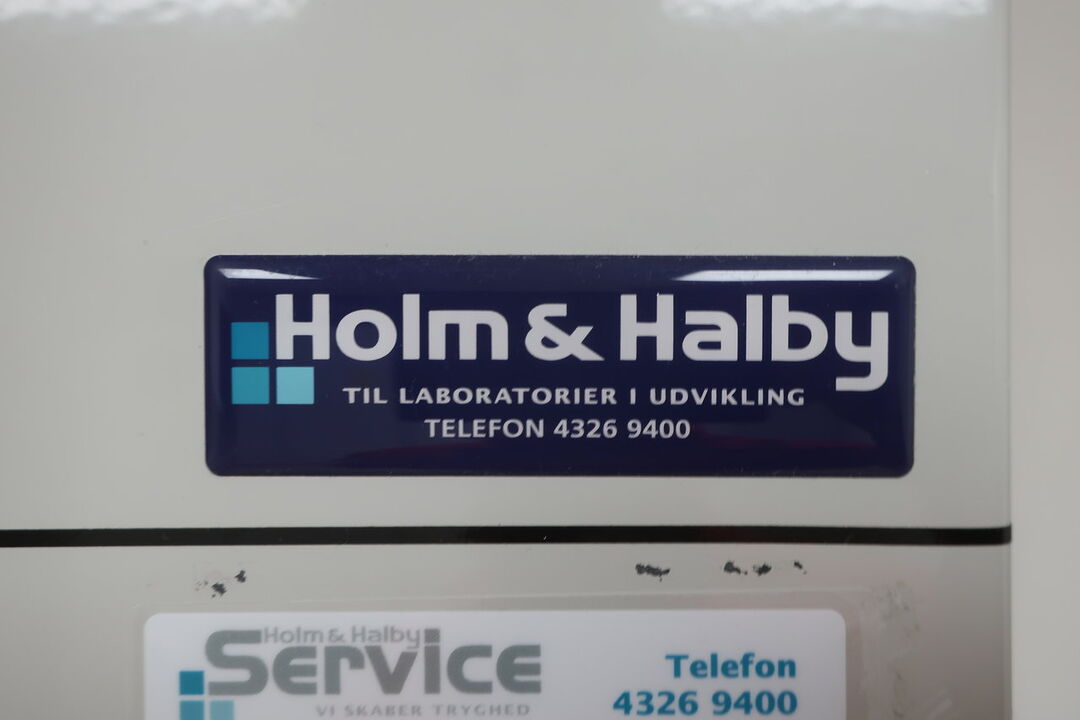 Holm & Halby
TIL LABORATORIER I UDVIKLING
TELEFON 4326 9400
Holm & Halby
Service
VI SKABER TRYGHED
Telefon
4326 9400